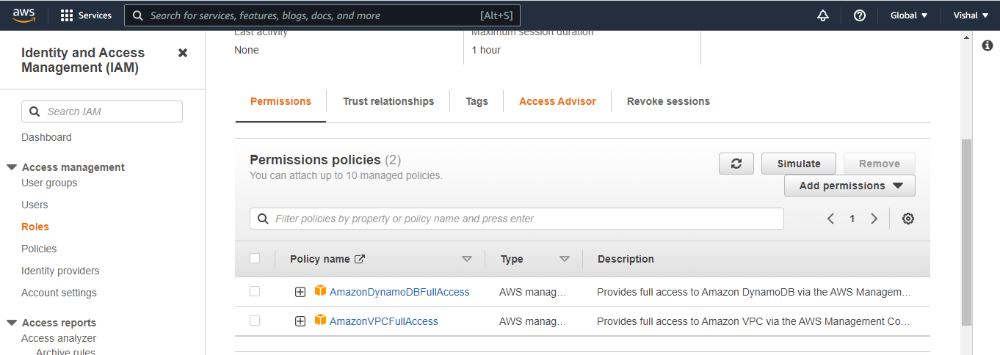 aws
Services
Search for services, features, blogs, docs, and more
[Alt+S]
Global
Vishal
Identity and Access
Management (IAM)
Search IAM
Dashboard
Access management
User groups
Users
Roles
Policies
Identity providers
Account settings
Access reports
Access analyzer
Archive rules
Last activity
Maximum session duration
None
1 hour
Permissions
Trust relationships
Tags
Access Advisor
Revoke sessions
Permissions policies (2)
You can attach up to 10 managed policies.
Simulate
Remove
Add permissions
Filter policies by property or policy name and press enter
1
Policy name
Type
Description
AmazonDynamoDBFullAccess
AWS manag...
Provides full access to Amazon DynamoDB via the AWS Managem...
AmazonVPCFullAccess
AWS manag...
Provides full access to Amazon VPC via the AWS Management Co...